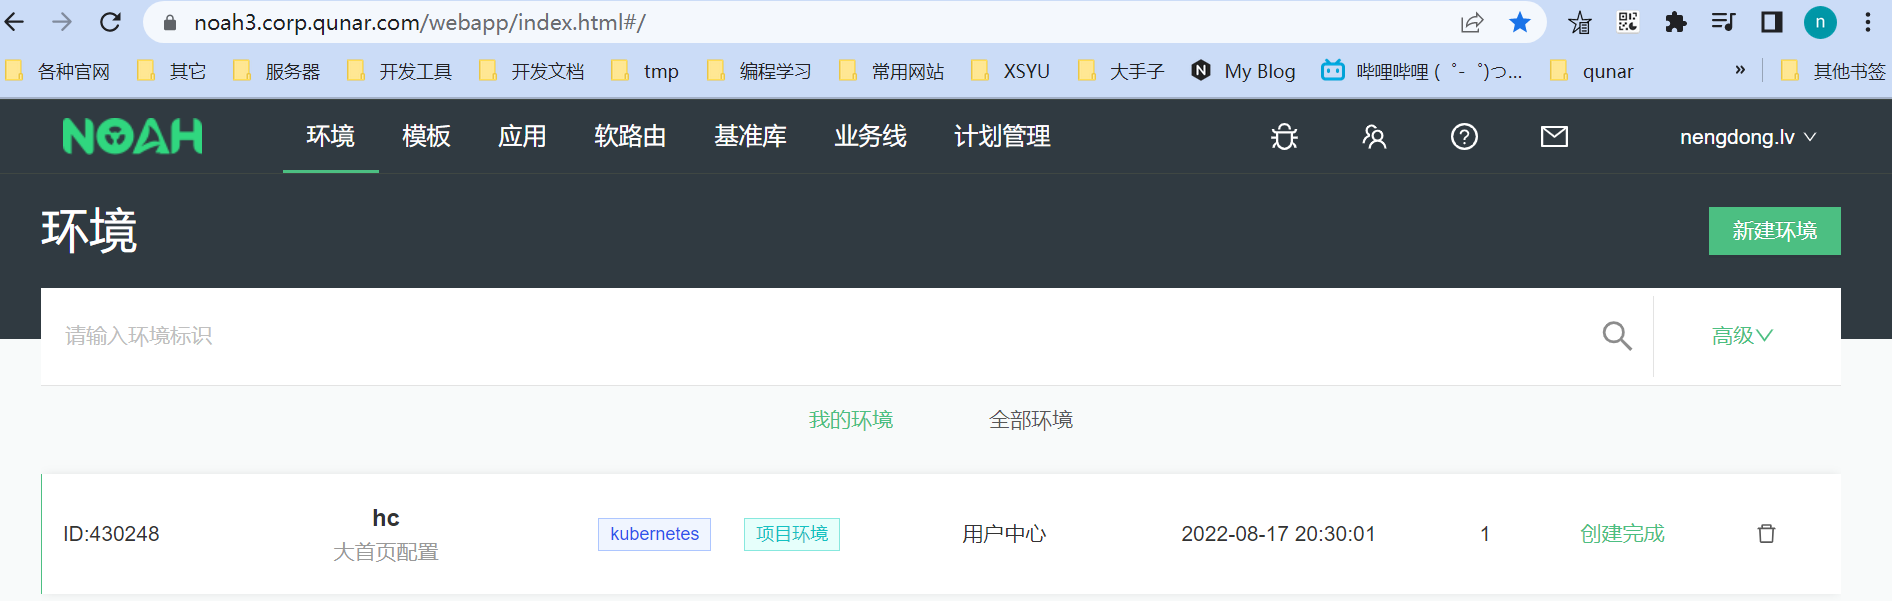 noah3.corp.qunar.com/webapp/index.html#/
n
各种官网 其它 服务器 开发工具 开发文档 tmp 编程学习 常用网站 XSYU 大手子 My Blog 哔哩哔哩 ( ゜- ゜)つ... qunar » 其他书签
NOAH 环境 模板 应用 软路由 基准库 业务线 计划管理 nengdong.lv
环境 新建环境
请输入环境标识 高级
我的环境 全部环境
ID:430248 hc kubernetes 项目环境 用户中心 2022-08-17 20:30:01 1 创建完成
大首页配置